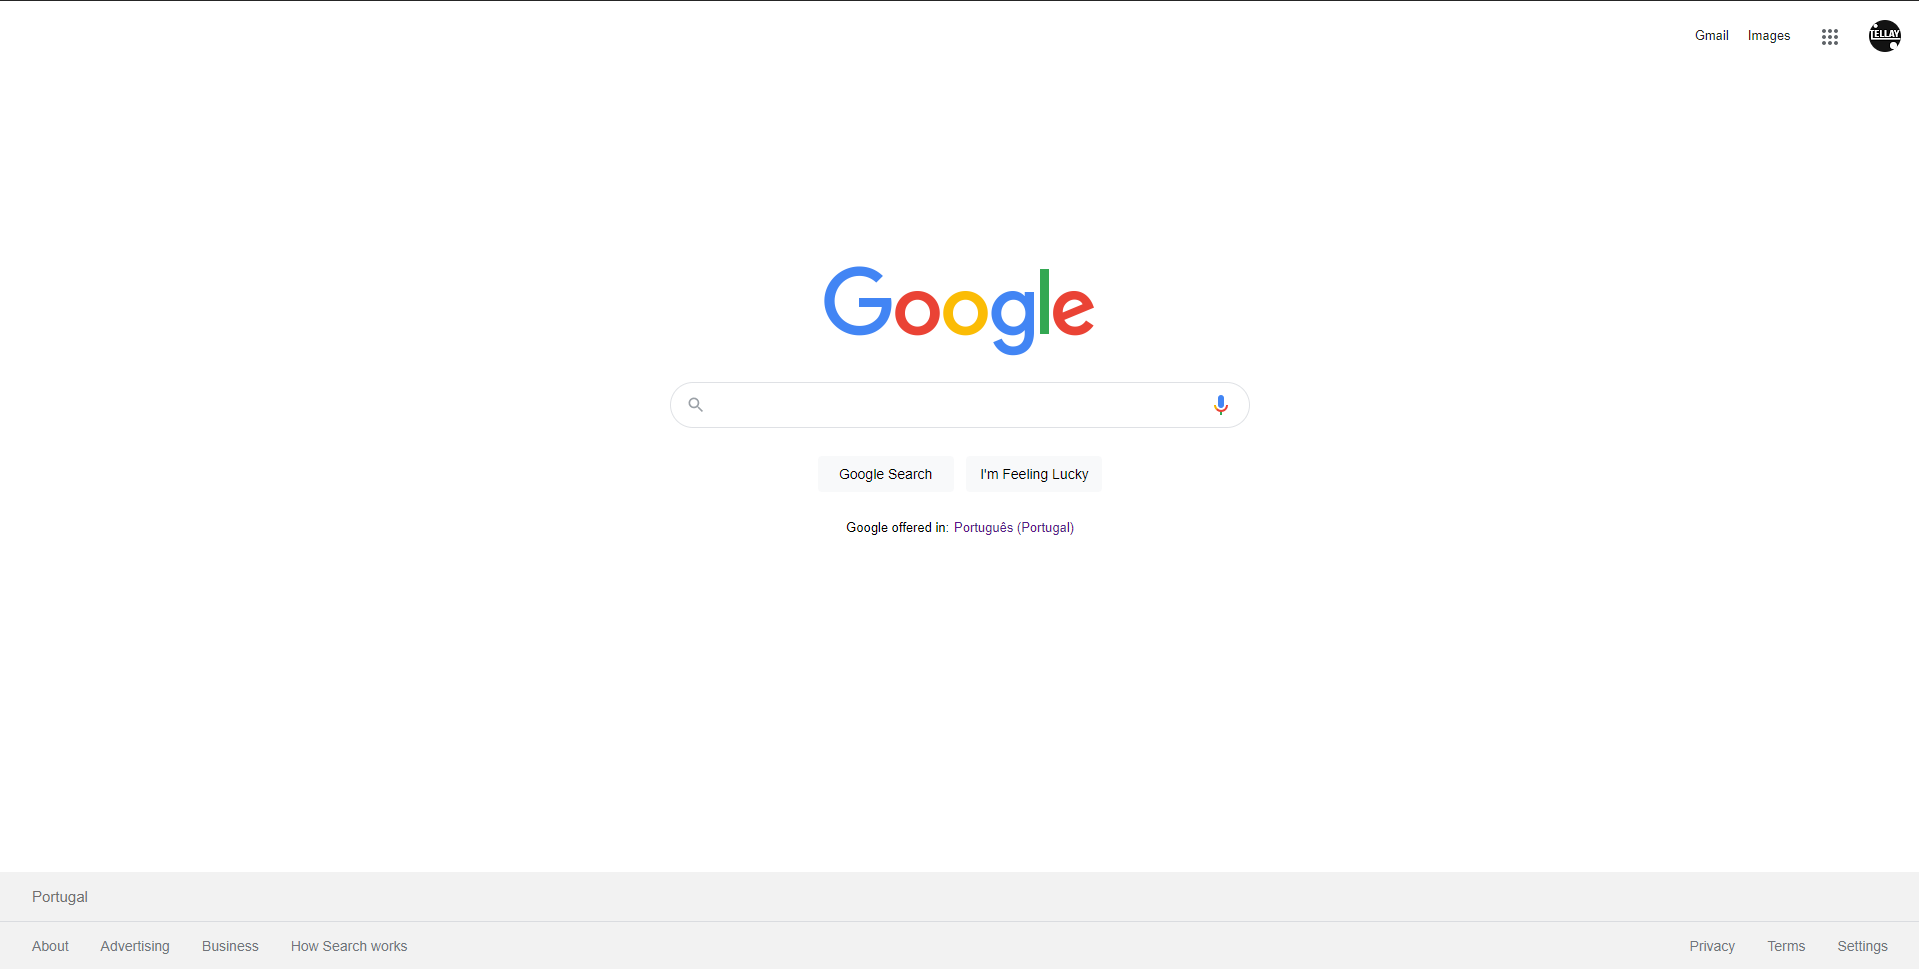 Gmail Images
TELLAY
Google
Google Search I'm Feeling Lucky
Google offered in: Português (Portugal)
Portugal
About Advertising Business How Search works Privacy Terms Settings